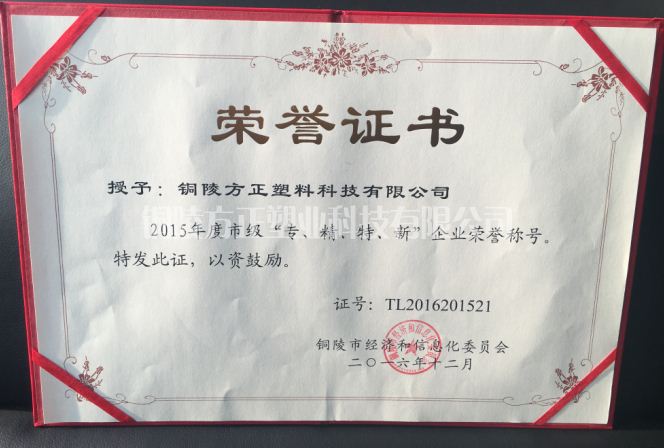 荣誉证书
授予：铜陵方正塑料科技有限公司
铜陵方正塑业科技有限公司
2015年度市级“专、精、特、新”企业荣誉称号。
特发此证，以资鼓励。
证号：TL2016201521
铜陵市经济和信息化委员会
二〇一六年十二月